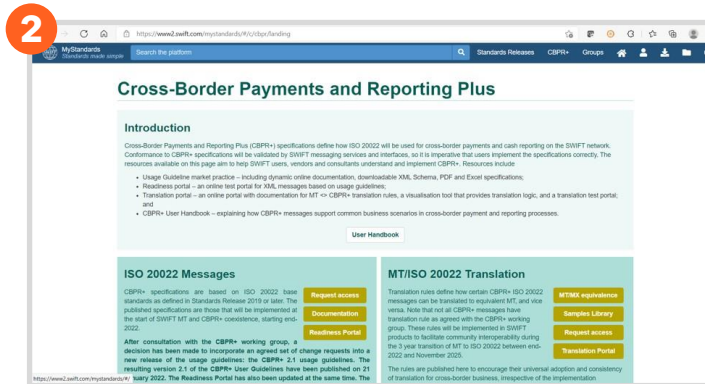 2
https://www2.swift.com/mystandards/#/c/cbpr/landing
MyStandards
Standards made simple
Search the platform
Standards Releases
CBPR+
Groups
Cross-Border Payments and Reporting Plus
Introduction
Cross-Border Payments and Reporting Plus (CBPR+) specifications define how ISO 20022 will be used for cross-border payments and cash reporting on the SWIFT network.
Conformance to CBPR+ specifications will be validated by SWIFT messaging services and interfaces, so it is imperative that users implement the specifications correctly. The
resources available on this page aim to help SWIFT users, vendors and consultants understand and implement CBPR+. Resources include
• Usage Guideline market practice – including dynamic online documentation, downloadable XML Schema, PDF and Excel specifications;
• Readiness portal – an online test portal for XML messages based on usage guidelines;
• Translation portal – an online portal with documentation for MT <> CBPR+ translation rules, a visualisation tool that provides translation logic, and a translation test portal;
and
• CBPR+ User Handbook – explaining how CBPR+ messages support common business scenarios in cross-border payment and reporting processes.
User Handbook
ISO 20022 Messages
CBPR+ specifications are based on ISO 20022 base
standards as defined in Standards Release 2019 or later. The
published specifications are those that will be implemented at
the start of SWIFT MT and CBPR+ coexistence, starting end-
2022.
After consultation with the CBPR+ working group, a
decision has been made to incorporate an agreed set of change requests into a
new release of the usage guidelines: the CBPR+ 2.1 usage guidelines. The
resulting version 2.1 of the CBPR+ User Guidelines have been published on 21
uary 2022. The Readiness Portal has also been updated at the same time. The
Request access
Documentation
Readiness Portal
MT/ISO 20022 Translation
Translation rules define how certain CBPR+ ISO 20022
messages can be translated to equivalent MT, and vice
versa. Note that not all CBPR+ messages have
translation rule as agreed with the CBPR+ working
group. These rules will be implemented in SWIFT
products to facilitate community interoperability during
the 3 year transition of MT to ISO 20022 between end-
2022 and November 2025.
The rules are published here to encourage their universal adoption and consistency
of translation for cross-border business, irrespective of the implementation
MT/MX equivalence
Samples Library
Request access
Translation Portal
https://www2.swift.com/mystandards/#/